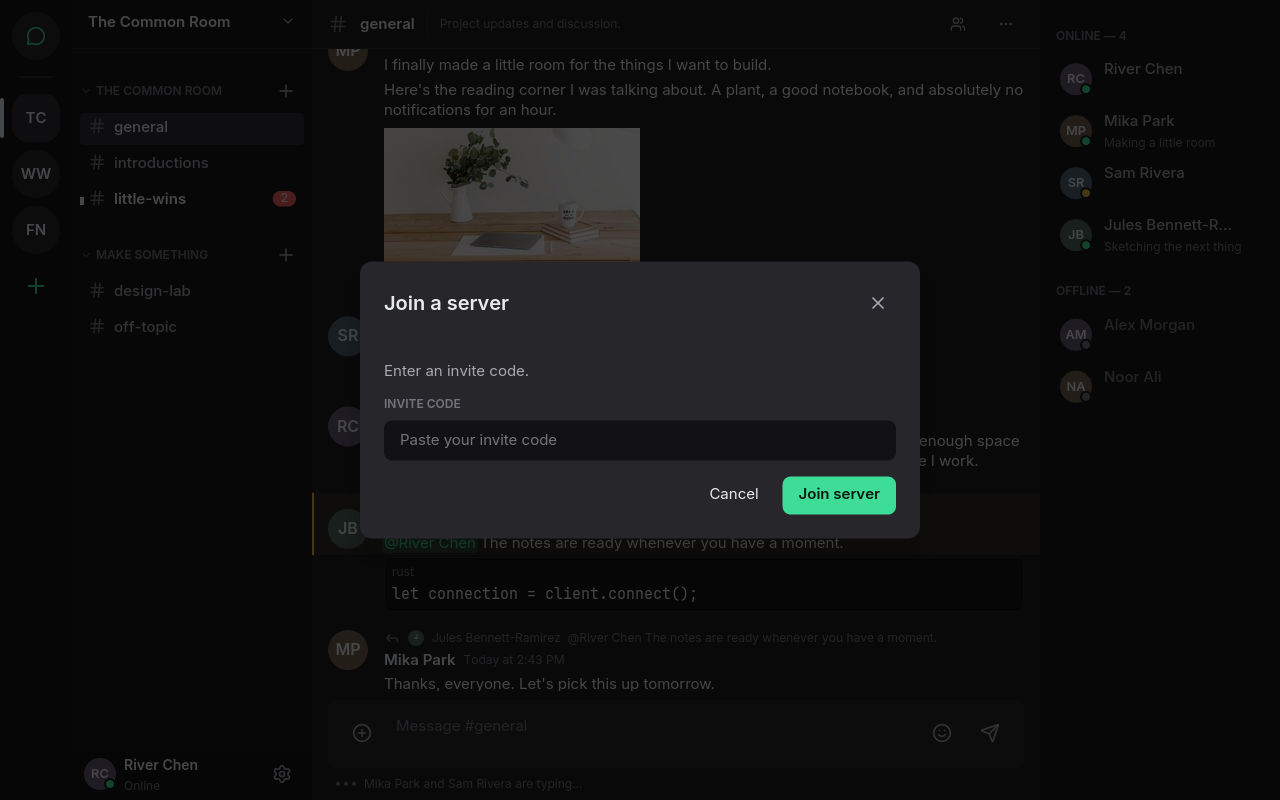 The Common Room
TC
WW
FN
THE COMMON ROOM
general
introductions
little-wins
2
MAKE SOMETHING
design-lab
off-topic
RC
River Chen
Online
general
Project updates and discussion.
MP
I finally made a little room for the things I want to build.
Here's the reading corner I was talking about. A plant, a good notebook, and absolutely no
notifications for an hour.
SR
RC
enough space
e I work.
JB
@River Chen The notes are ready whenever you have a moment.
rust
let connection = client.connect();
Jules Bennett-Ramirez @River Chen The notes are ready whenever you have a moment.
MP
Mika Park Today at 2:43 PM
Thanks, everyone. Let's pick this up tomorrow.
Message #general
Mika Park and Sam Rivera are typing...
Join a server
Enter an invite code.
INVITE CODE
Paste your invite code
Cancel
Join server
ONLINE — 4
RC
River Chen
MP
Mika Park
Making a little room
SR
Sam Rivera
JB
Jules Bennett-R...
Sketching the next thing
OFFLINE — 2
AM
Alex Morgan
NA
Noor Ali